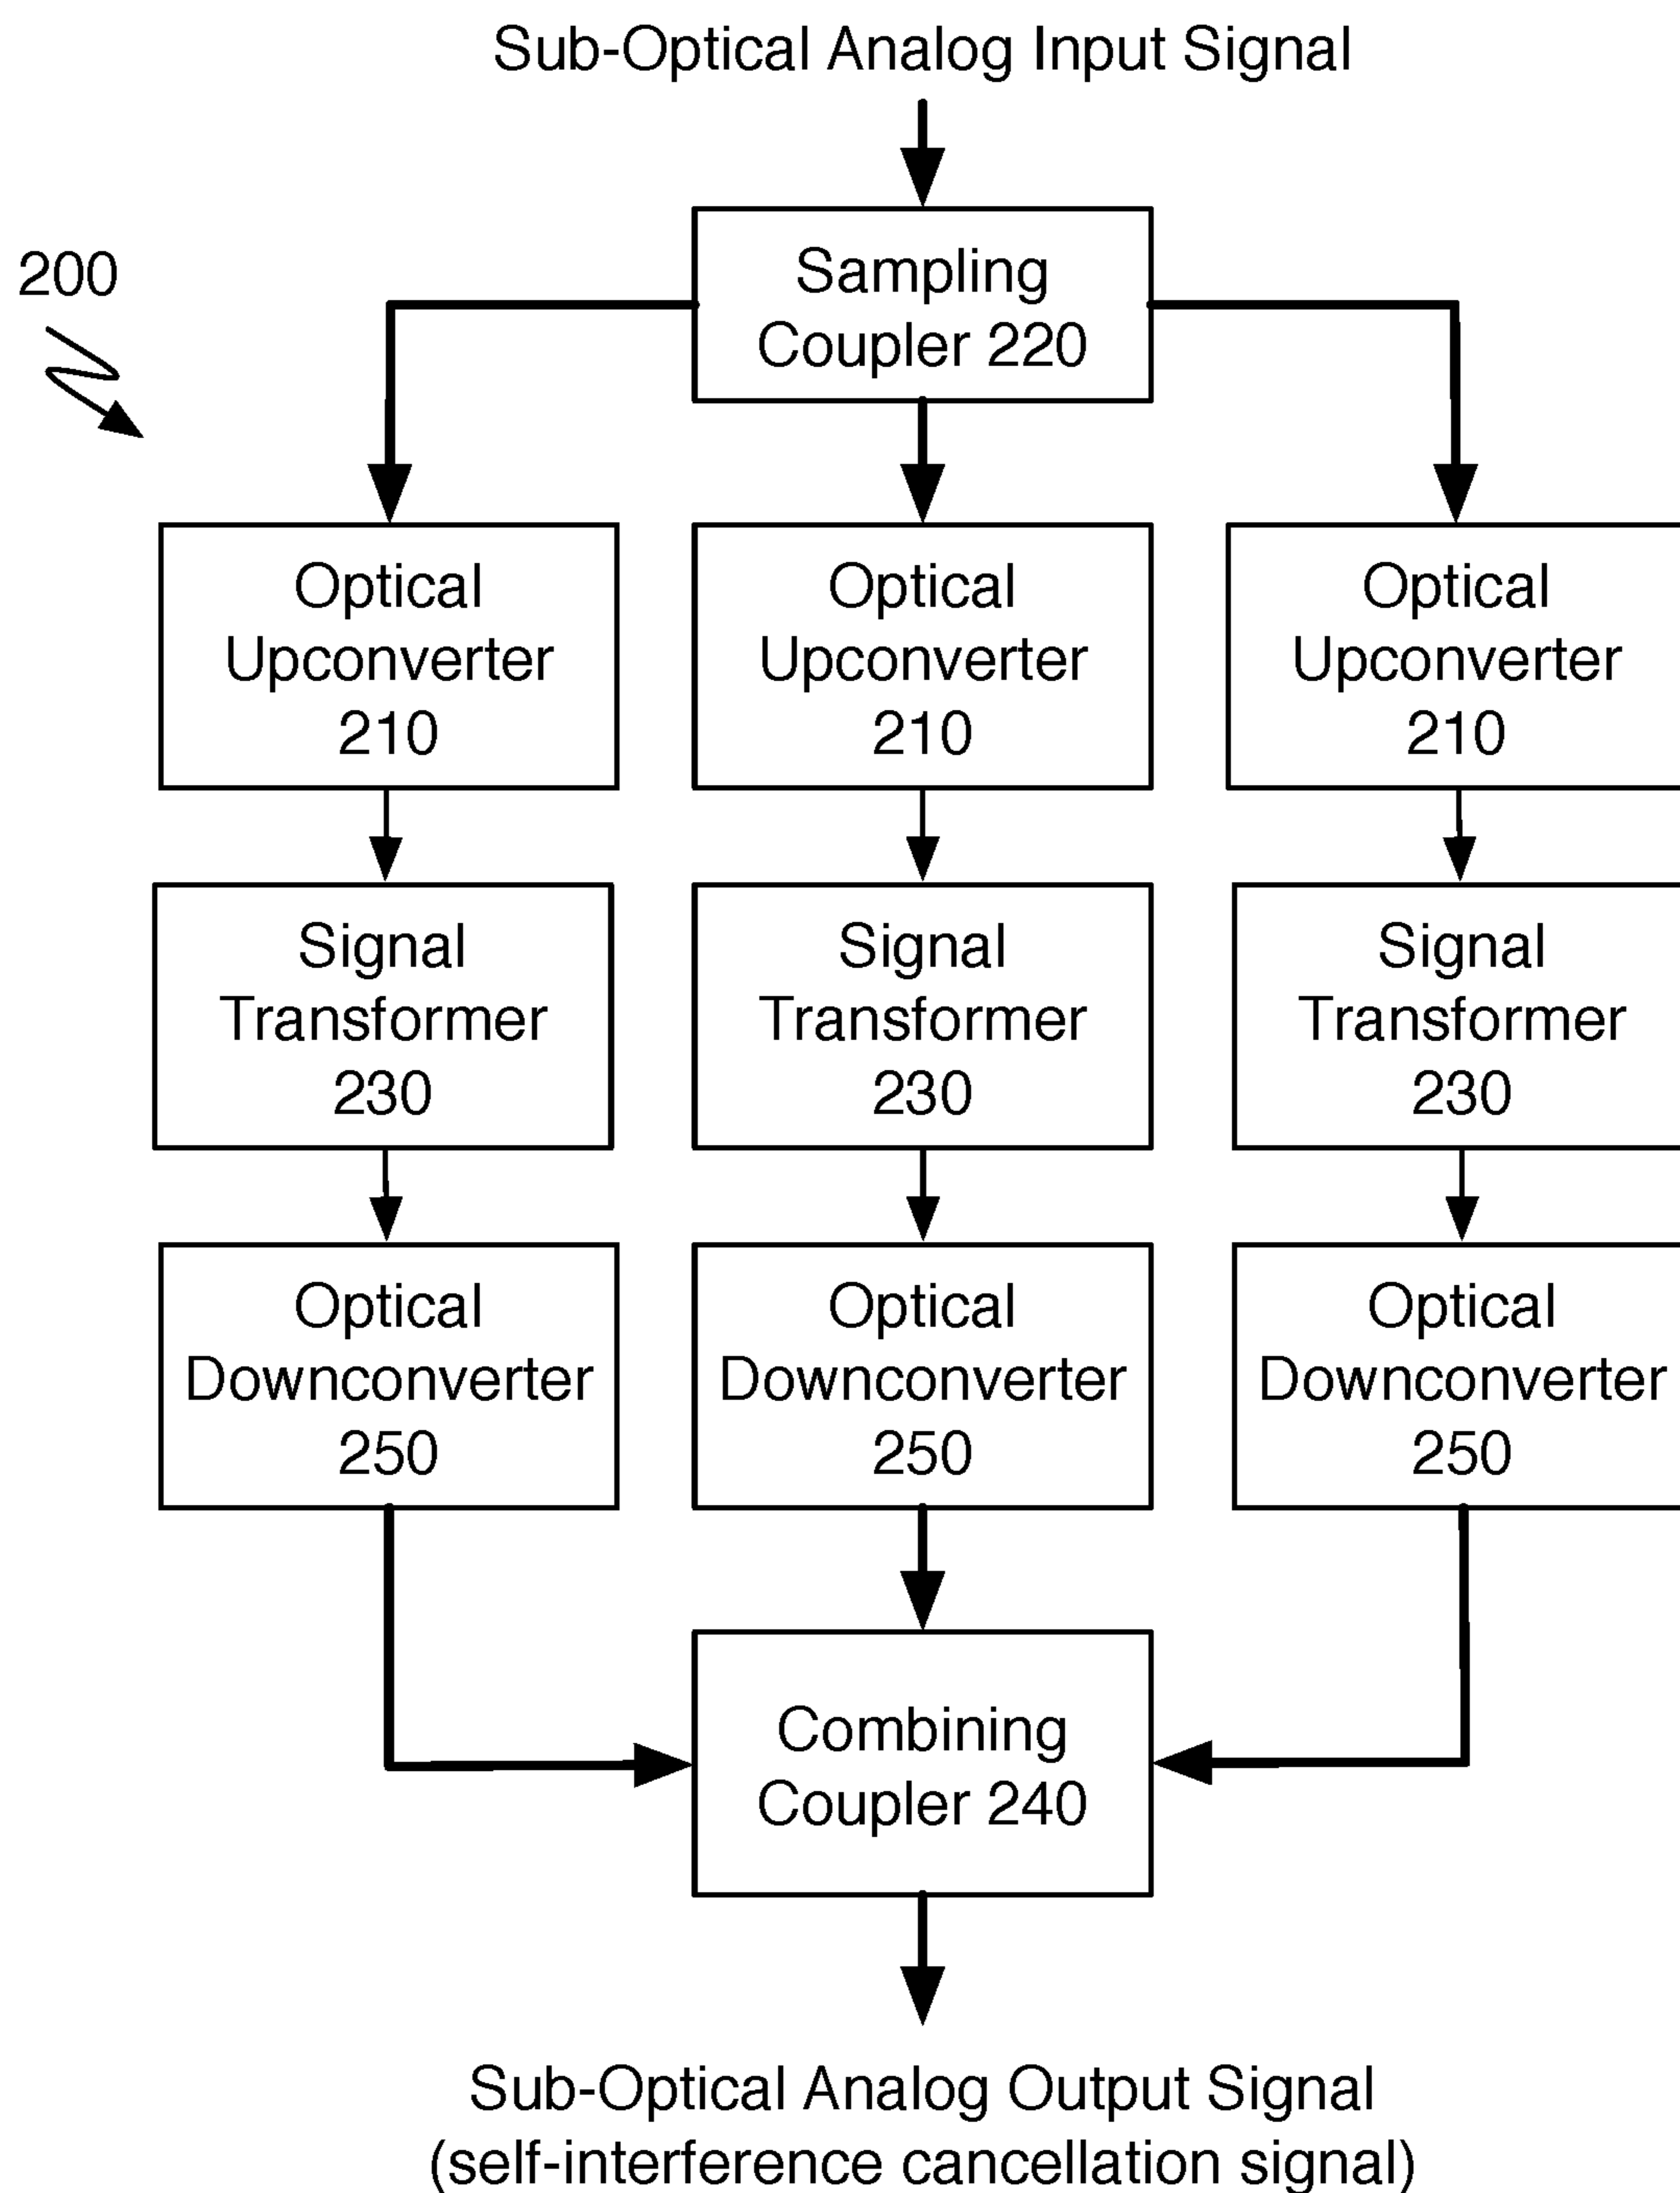 Sub-Optical Analog Input Signal
200
Sampling
Coupler 220
Optical
Upconverter
210
Optical
Upconverter
210
Optical
Upconverter
210
Signal
Transformer
230
Signal
Transformer
230
Signal
Transformer
230
Optical
Downconverter
250
Optical
Downconverter
250
Optical
Downconverter
250
Combining
Coupler 240
Sub-Optical Analog Output Signal
(self-interference cancellation signal)